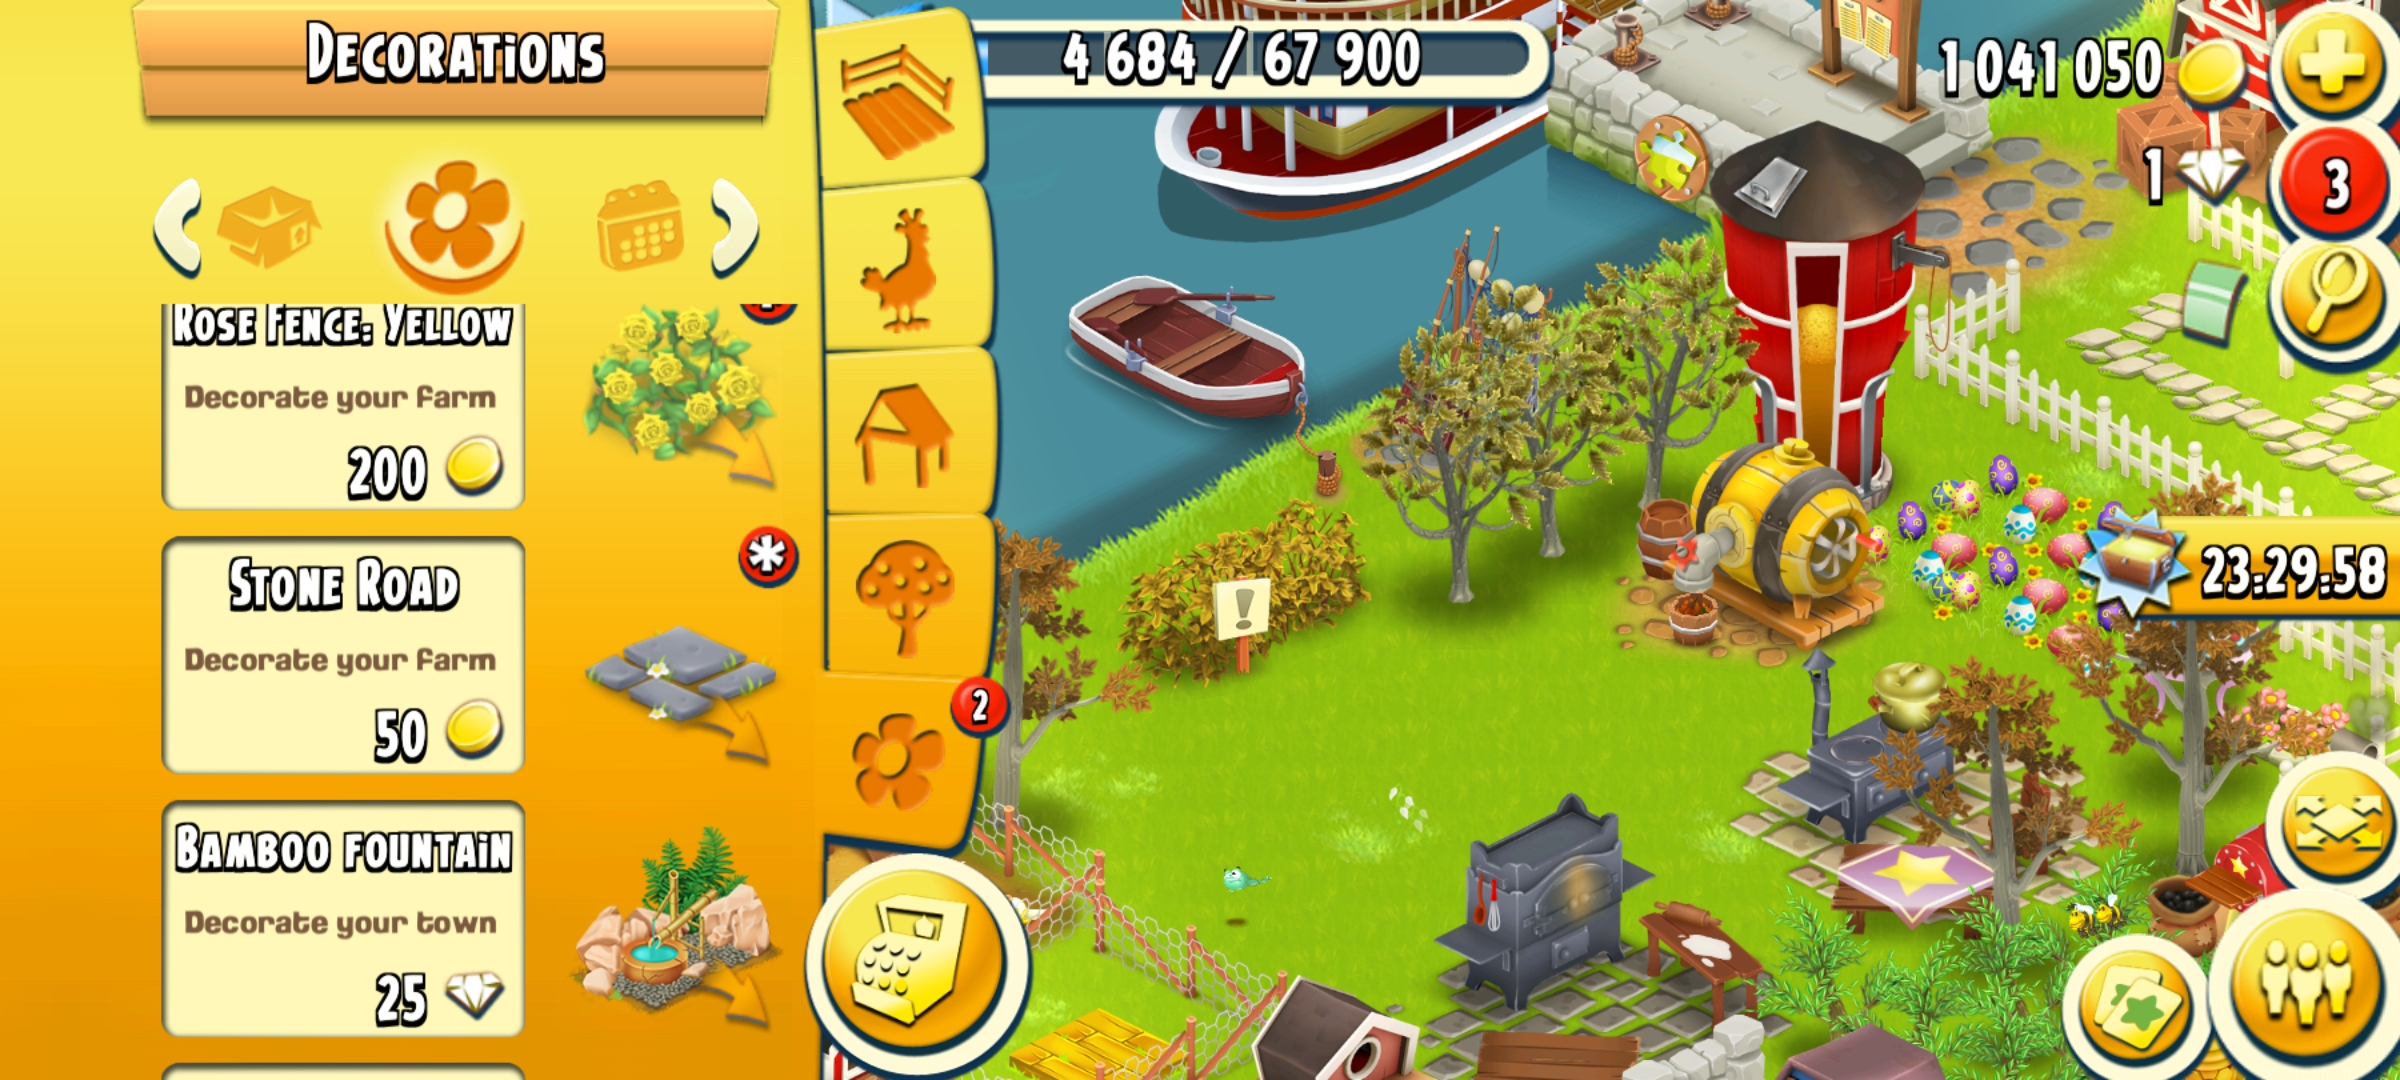 DECORATIONS
ROSE FENCE: YELLOW
Decorate your farm
200
STONE ROAD
Decorate your farm
50
BAMBOO FOUNTAIN
Decorate your town
25
2
4 684 / 67 900
1 041 050
1
3
!
23:29:58